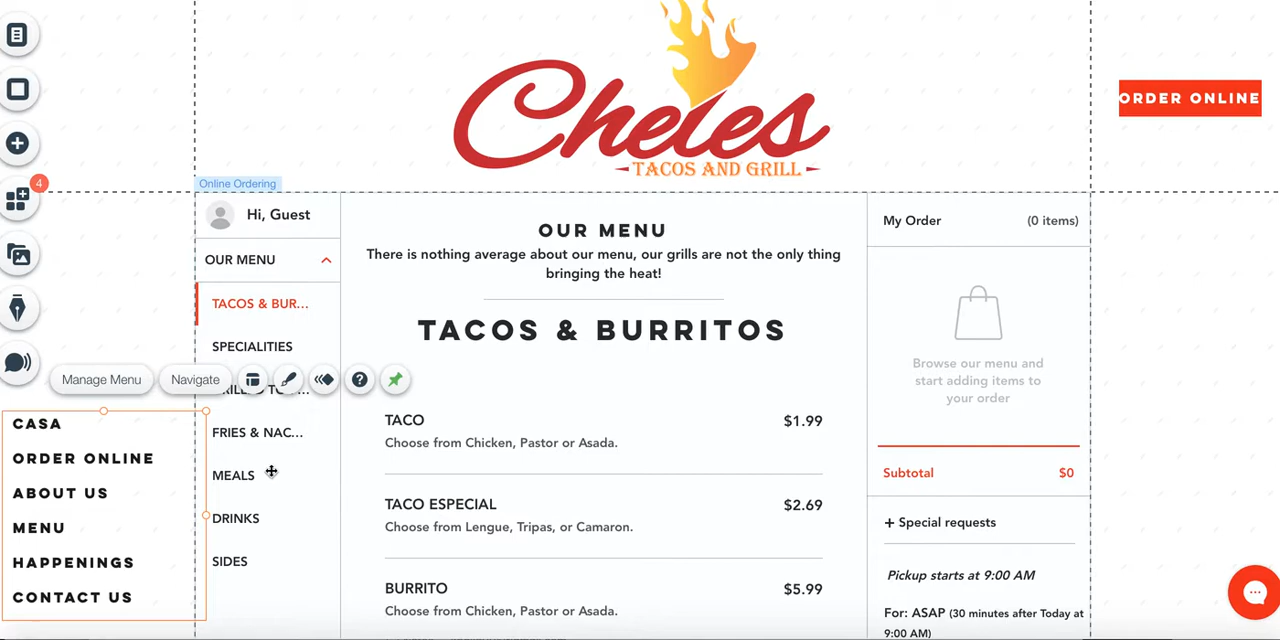 Cheles
TACOS AND GRILL
ORDER ONLINE
4
Online Ordering
Hi, Guest
OUR MENU
TACOS & BUR...
SPECIALITIES
FRIES & NAC...
MEALS
DRINKS
SIDES
Manage Menu
Navigate
CASA
ORDER ONLINE
ABOUT US
MENU
HAPPENINGS
CONTACT US
OUR MENU
There is nothing average about our menu, our grills are not the only thing
bringing the heat!
TACOS & BURRITOS
TACO $1.99
Choose from Chicken, Pastor or Asada.
TACO ESPECIAL $2.69
Choose from Lengue, Tripas, or Camaron.
BURRITO $5.99
Choose from Chicken, Pastor or Asada.
My Order (0 items)
Browse our menu and
start adding items to
your order
Subtotal $0
+ Special requests
Pickup starts at 9:00 AM
For: ASAP (30 minutes after Today at
9:00 AM)